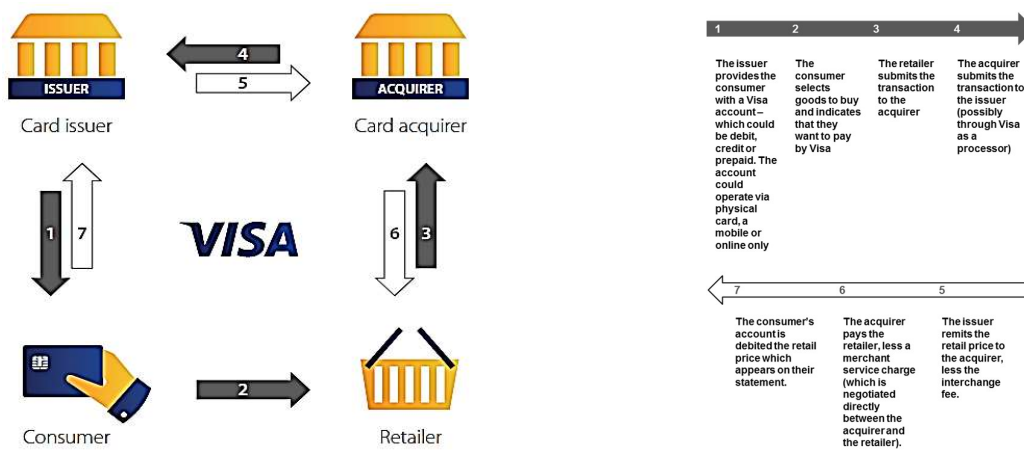 4
5
ISSUER
ACQUIRER
Card issuer
Card acquirer
1
7
VISA
6
3
2
Consumer
Retailer
1 2 3 4
The issuer
provides the
consumer
with a Visa
account –
which could
be debit,
credit or
prepaid. The
account
could
operate via
physical
card, a
mobile or
online only
The
consumer
selects
goods to buy
and indicates
that they
want to pay
by Visa
The retailer
submits the
transaction
to the
acquirer
The acquirer
submits the
transaction to
the issuer
(possibly
through Visa
as a
processor)
7 6 5
The consumer's
account is
debited the retail
price which
appears on their
statement.
The acquirer
pays the
retailer, less a
merchant
service charge
(which is
negotiated
directly
between the
acquirer and
the retailer).
The issuer
remits the
retail price to
the acquirer,
less the
interchange
fee.